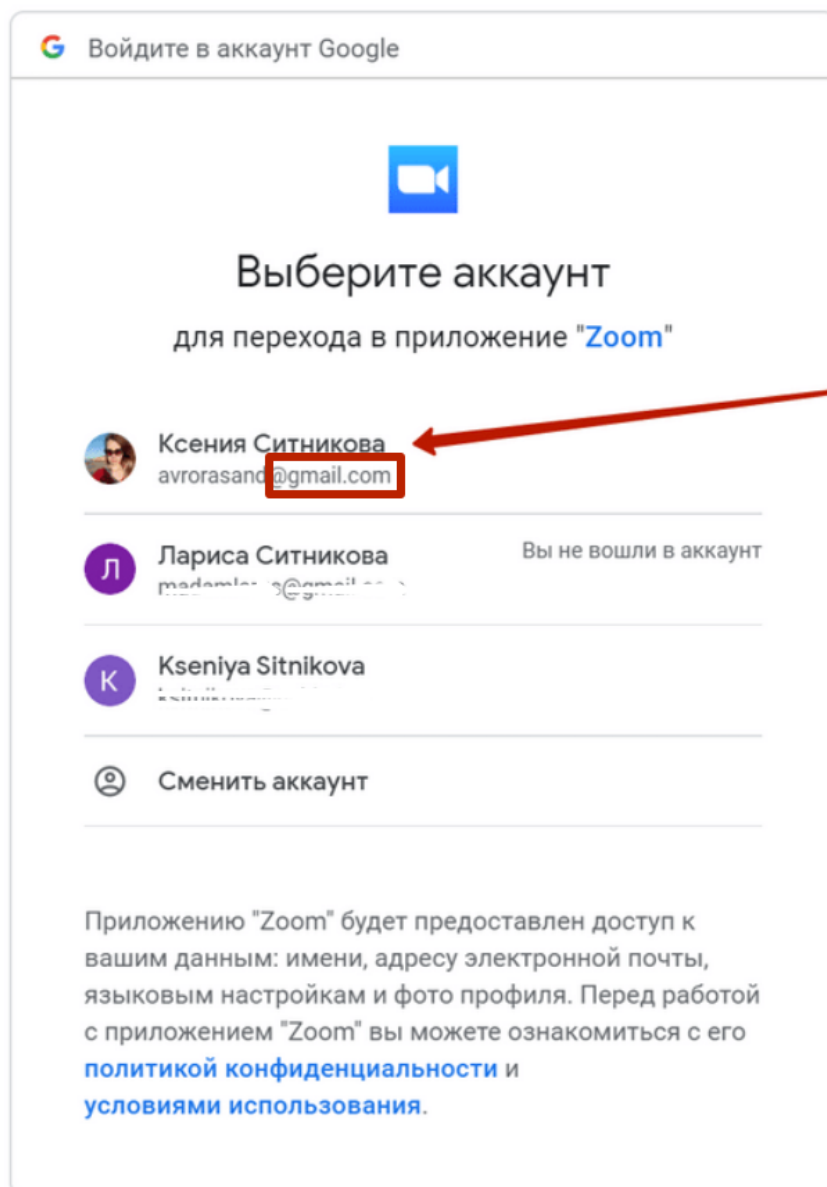 Войдите в аккаунт Google
Выберите аккаунт
для перехода в приложение "Zoom"
Ксения Ситникова
avrorasand@gmail.com
Лариса Ситникова
Вы не вошли в аккаунт
Kseniya Sitnikova
К
Л
Сменить аккаунт
Приложению "Zoom" будет предоставлен доступ к
вашим данным: имени, адресу электронной почты,
языковым настройкам и фото профиля. Перед работой
с приложением "Zoom" вы можете ознакомиться с его
политикой конфиденциальности и
условиями использования.